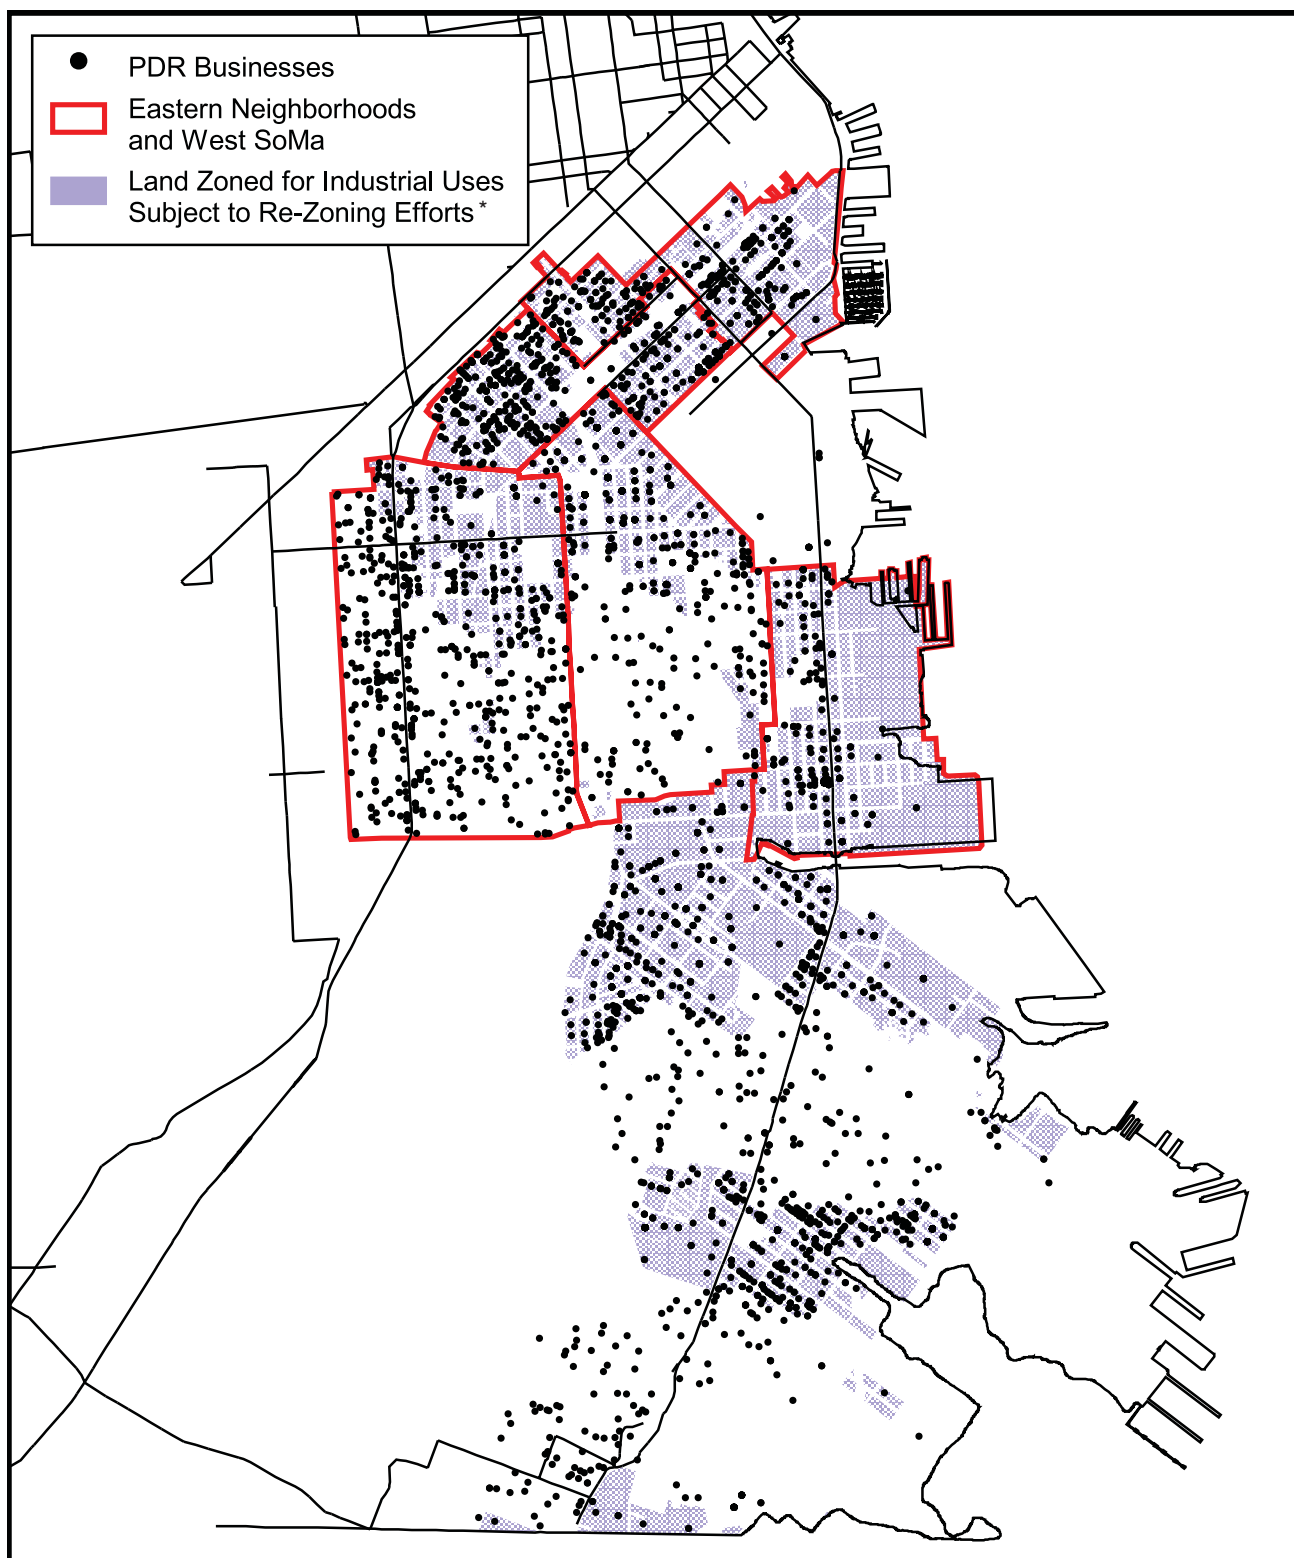 PDR Businesses
Eastern Neighborhoods
and West SoMa
Land Zoned for Industrial Uses
Subject to Re-Zoning Efforts *